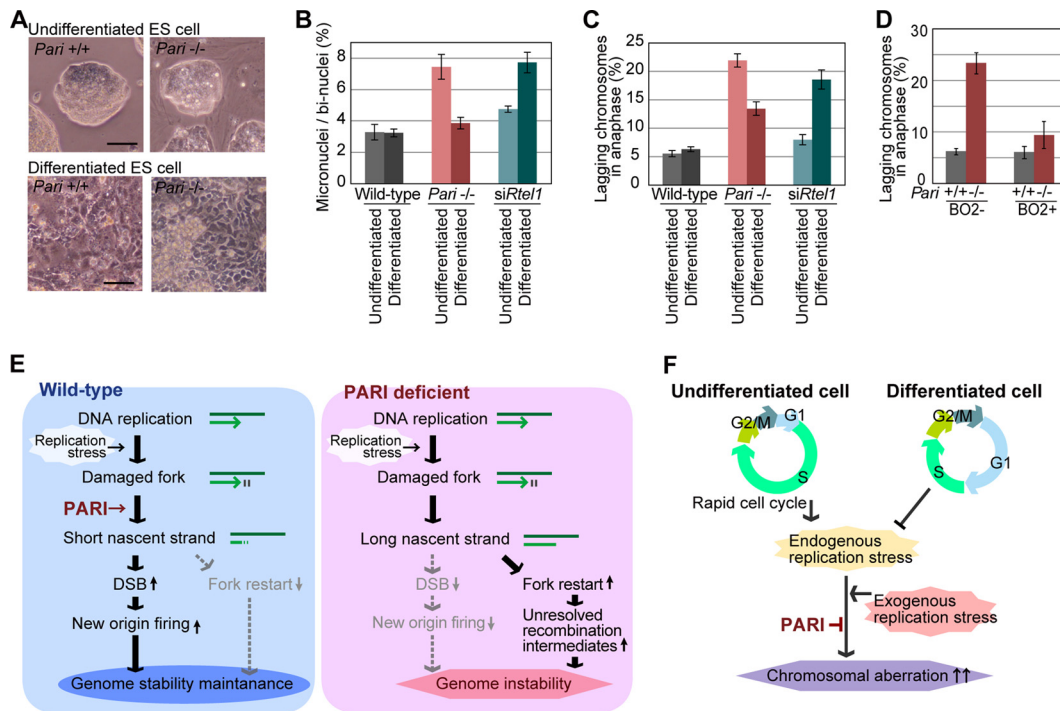 A
Undifferentiated ES cell
Pari +/+
Pari -/-
Differentiated ES cell
Pari +/+
Pari -/-
B
Micronuclei / bi-nuclei (%)
8
6
4
2
0
Wild-type
Pari -/-
siRtel1
Undifferentiated
Differentiated
Undifferentiated
Differentiated
Undifferentiated
Differentiated
C
Lagging chromosomes
in anaphase (%)
25
20
15
10
5
0
Wild-type
Pari -/-
siRtel1
Undifferentiated
Differentiated
Undifferentiated
Differentiated
Undifferentiated
Differentiated
D
Lagging chromosomes
in anaphase (%)
30
20
10
0
Pari +/+ -/- +/+ -/-
BO2- BO2+
E
Wild-type
DNA replication
Replication
stress
Damaged fork
PARI
Short nascent strand
DSB
Fork restart
New origin firing
Genome stability maintanance
PARI deficient
DNA replication
Replication
stress
Damaged fork
Long nascent strand
DSB
Fork restart
New origin firing
Unresolved
recombination
intermediates
Genome instability
F
Undifferentiated cell
Differentiated cell
G2/M
G1
S
G2/M
G1
S
Rapid cell cycle
Endogenous
replication stress
Exogenous
replication stress
PARI
Chromosomal aberration